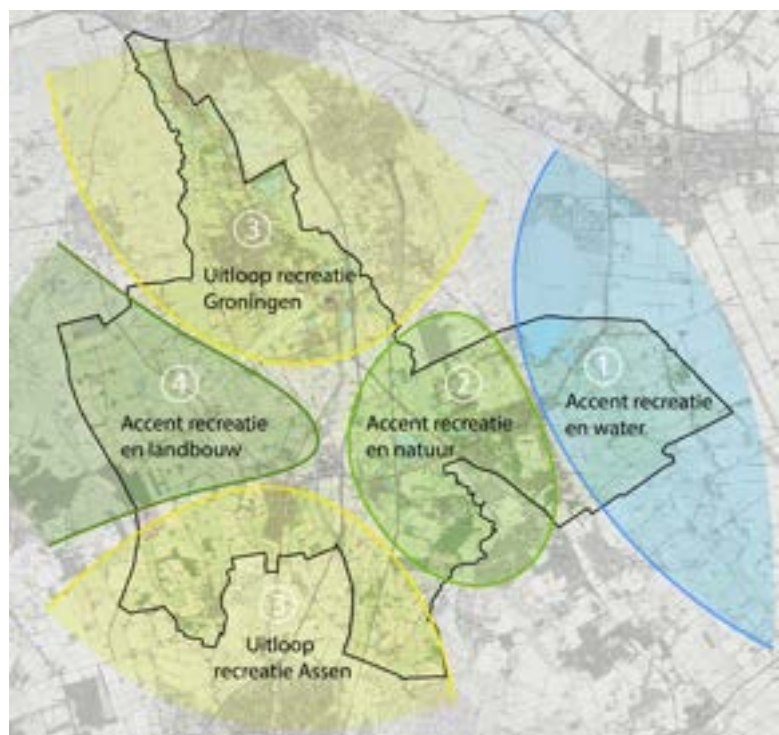 3
Uitloop recreatie
Groningen
4
Accent recreatie
en landbouw
2
Accent recreatie
en natuur
1
Accent recreatie
en water
3
Uitloop
recreatie Assen